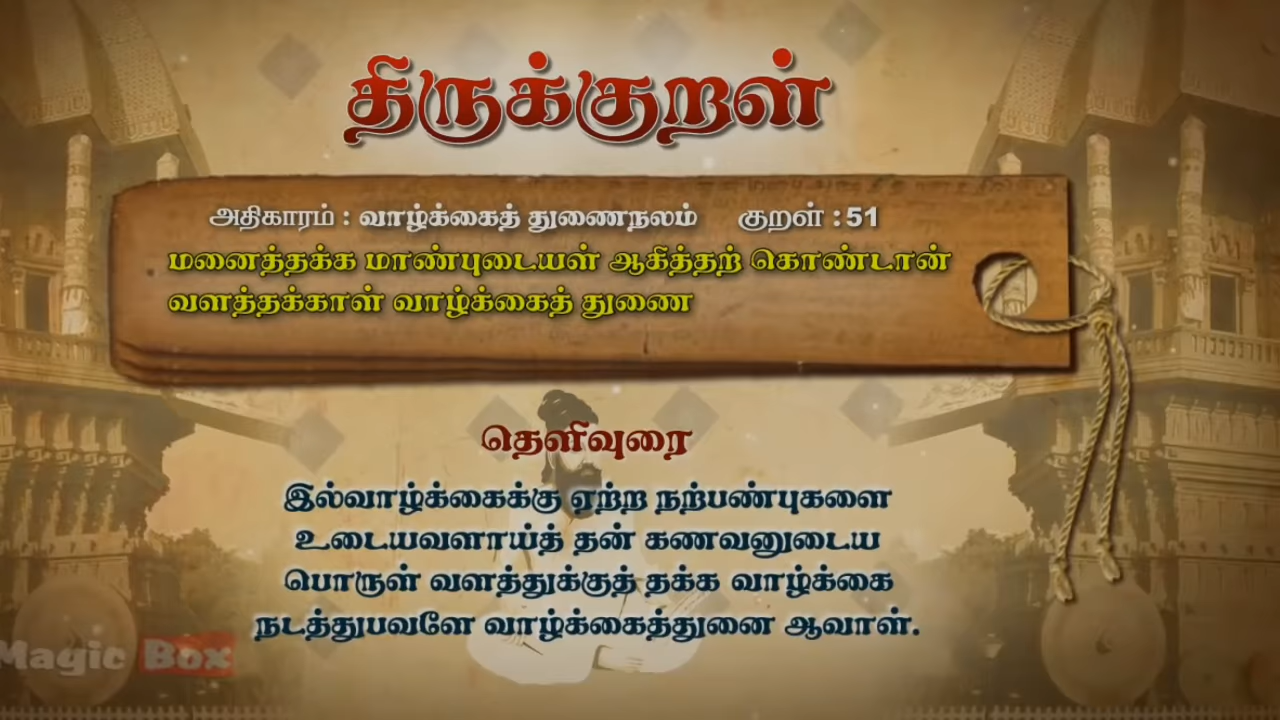 திருக்குறள்
அதிகாரம் : வாழ்க்கைத் துணைநலம் குறள் : 51
மனைத்தக்க மாண்புடையள் ஆகித்தற் கொண்டான்
வளத்தக்காள் வாழ்க்கைத் துணை
தெளிவுரை
இல்வாழ்க்கைக்கு ஏற்ற நற்பண்புகளை
உடையவளாய்த் தன் கணவனுடைய
பொருள் வளத்துக்குத் தக்க வாழ்க்கை
நடத்துபவளே வாழ்க்கைத்துனை ஆவாள்.
Magic Box